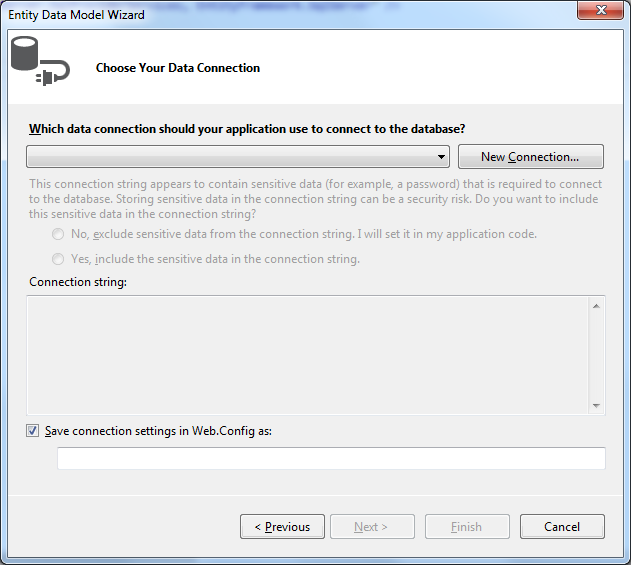 Entity Data Model Wizard
Choose Your Data Connection
Which data connection should your application use to connect to the database?
New Connection...
This connection string appears to contain sensitive data (for example, a password) that is required to connect
to the database. Storing sensitive data in the connection string can be a security risk. Do you want to include
this sensitive data in the connection string?
No, exclude sensitive data from the connection string. I will set it in my application code.
Yes, include the sensitive data in the connection string.
Connection string:
Save connection settings in Web.Config as:
< Previous
Next >
Finish
Cancel